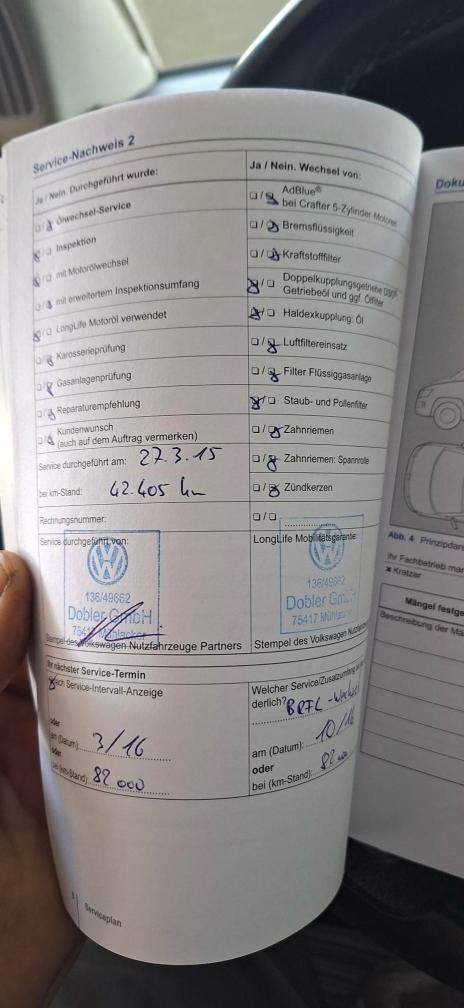 Service-Nachweis 2
Ja / Nein. Durchgeführt wurde:
Ölwechsel-Service
Inspektion
mit Motorölwechsel
mit erweitertem Inspektionsumfang
LongLife Motoröl verwendet
Karosserieprüfung
Gasanlagenprüfung
Reparaturempfehlung
Kundenwunsch
(auch auf dem Auftrag vermerken)
Service durchgeführt am: 27.3.15
bei km-Stand: 42.405 km
Rechnungsnummer:
Service durchgeführt von:
136/49662
Dobler GmbH
75417 Mühlacker
Stempel des Volkswagen Nutzfahrzeuge Partners
Ja / Nein. Wechsel von:
AdBlue®
bei Crafter 5-Zylinder-Motoren
Bremsflüssigkeit
Kraftstofffilter
Doppelkupplungsgetriebe DSG®:
Getriebeöl und ggf. Ölfilter
Haldexkupplung: Öl
Luftfiltereinsatz
Filter Flüssiggasanlage
Staub- und Pollenfilter
Zahnriemen
Zahnriemen: Spannrolle
Zündkerzen
LongLife Mobilitätsgarantie:
136/49662
Dobler GmbH
75417 Mühlacker
Stempel des Volkswagen
Ihr nächster Service-Termin
nach Service-Intervall-Anzeige
oder
am (Datum): 3/16
oder
bei (km-Stand): 82 000
Welcher Service/Zusatzumfang
derlich?
am (Datum): 10/16
oder
bei (km-Stand):
Serviceplan
Doku
Abb. 4 Prinzipdar
Ihr Fachbetrieb mar
Kratzer
Mängel festge
Beschreibung der Mä